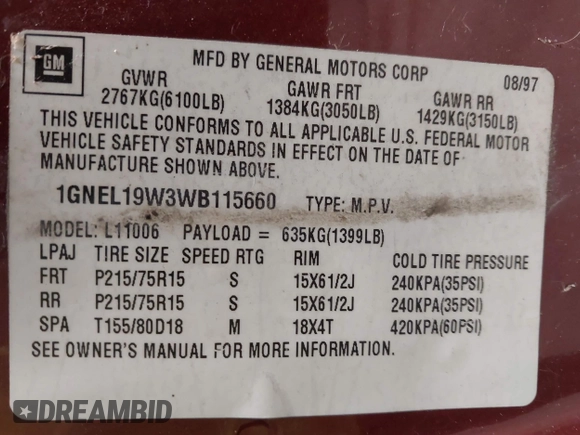 GM
MFD BY GENERAL MOTORS CORP 08/97
GVWR GAWR FRT GAWR RR
2767KG(6100LB) 1384KG(3050LB) 1429KG(3150LB)
THIS VEHICLE CONFORMS TO ALL APPLICABLE U.S. FEDERAL MOTOR
VEHICLE SAFETY STANDARDS IN EFFECT ON THE DATE OF
MANUFACTURE SHOWN ABOVE.
1GNEL19W3WB115660 TYPE: M.P.V.
MODEL: L11006 PAYLOAD = 635KG(1399LB)
LPAJ TIRE SIZE SPEED RTG RIM COLD TIRE PRESSURE
FRT P215/75R15 S 15X61/2J 240KPA(35PSI)
RR P215/75R15 S 15X61/2J 240KPA(35PSI)
SPA T155/80D18 M 18X4T 420KPA(60PSI)
SEE OWNER'S MANUAL FOR MORE INFORMATION.
DREAMBID